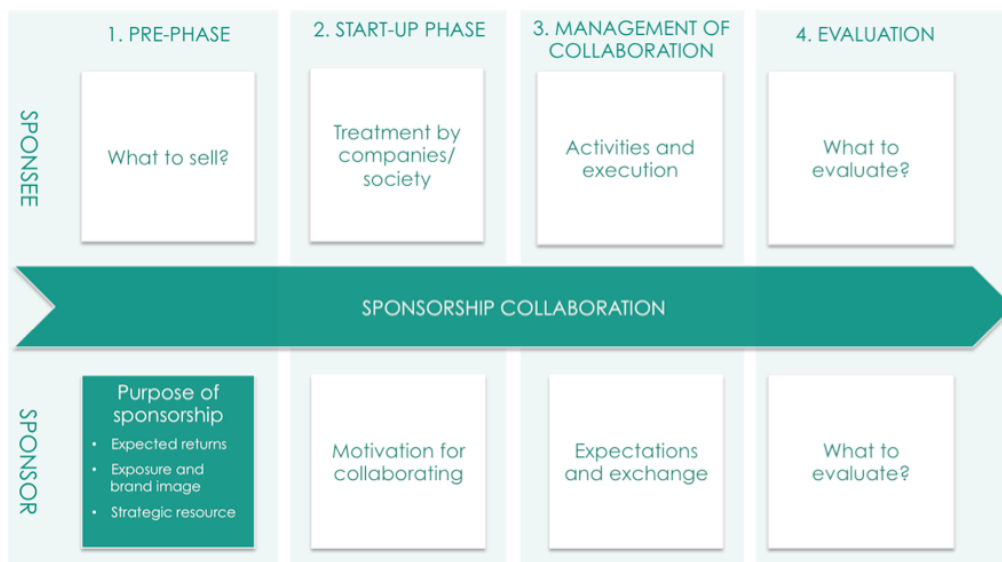 1. PRE-PHASE
2. START-UP PHASE
3. MANAGEMENT OF
COLLABORATION
4. EVALUATION
SPONSEE
What to sell?
Treatment by
companies/
society
Activities and
execution
What to
evaluate?
SPONSORSHIP COLLABORATION
SPONSOR
Purpose of
sponsorship
• Expected returns
• Exposure and
brand image
• Strategic resource
Motivation for
collaborating
Expectations
and exchange
What to
evaluate?